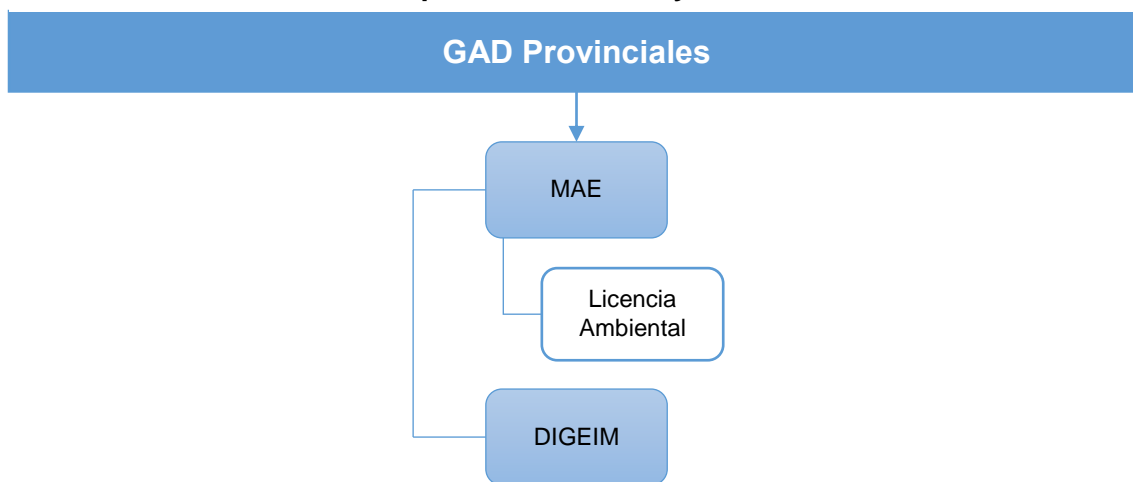 GAD Provinciales
MAE
Licencia
Ambiental
DIGEIM